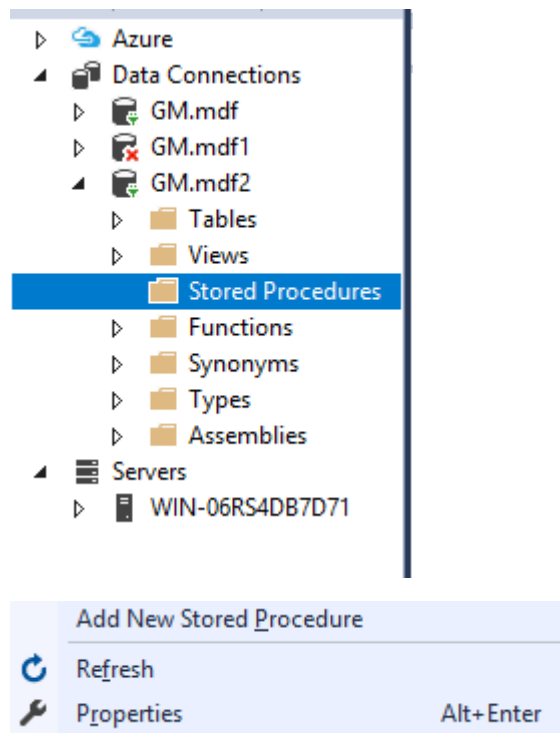 Azure
Data Connections
GM.mdf
GM.mdf1
GM.mdf2
Tables
Views
Stored Procedures
Functions
Synonyms
Types
Assemblies
Servers
WIN-06RS4DB7D71
Add New Stored Procedure
Refresh
Properties Alt+Enter